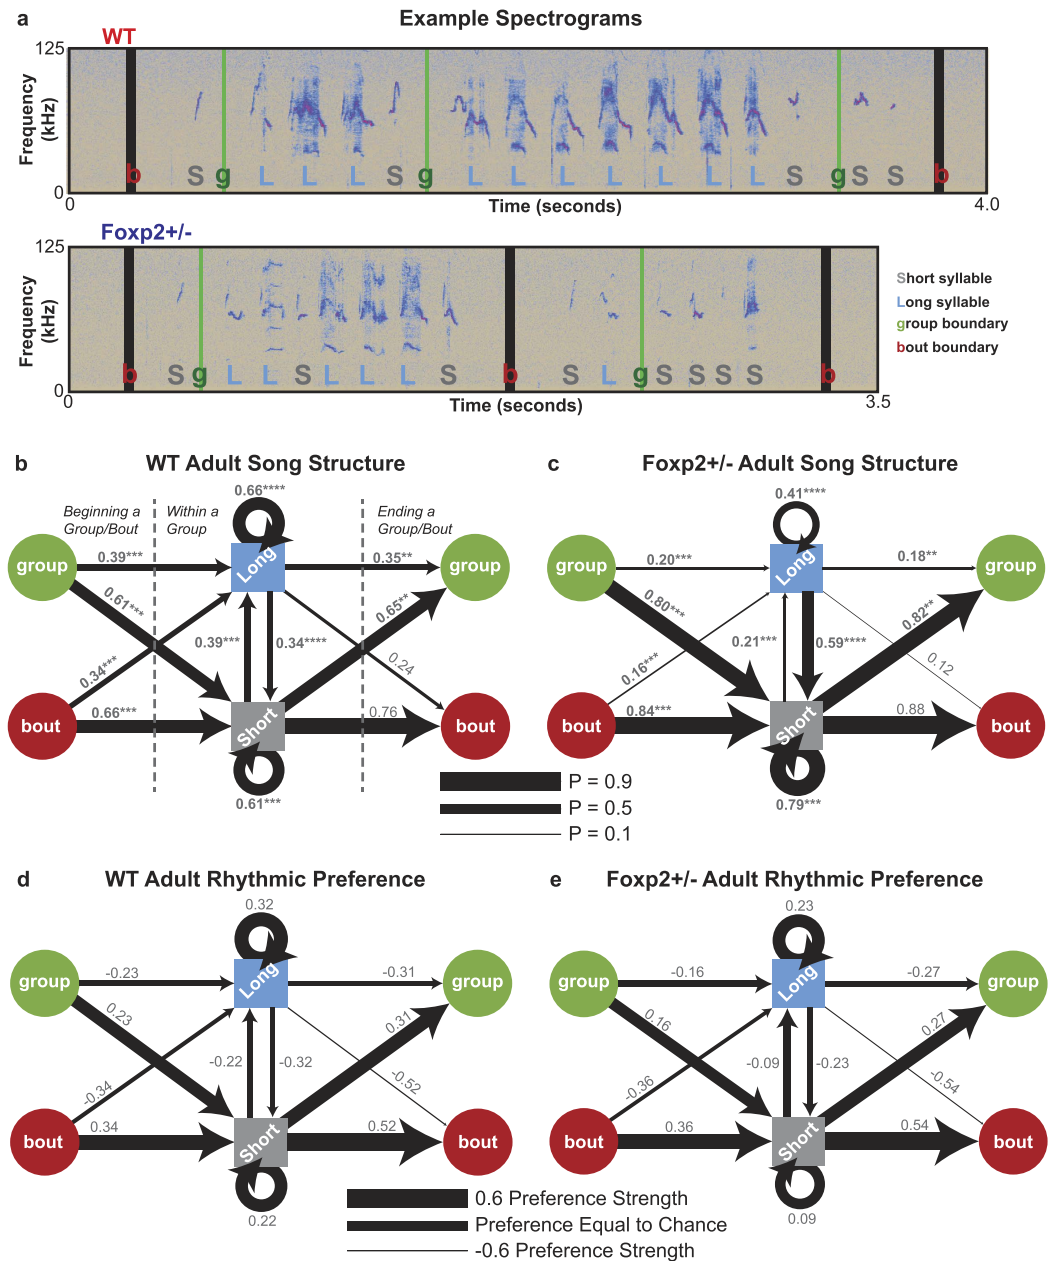 a
Example Spectrograms
WT
125
Frequency
(kHz)
0
b S g L L L S g L L L L L L L S g S S b
0
Time (seconds)
4.0
Foxp2+/-
125
Frequency
(kHz)
0
b S g L L S L L L S b S L g S S S S b
0
Time (seconds)
3.5
Short syllable
Long syllable
group boundary
bout boundary
b
WT Adult Song Structure
Beginning a
Group/Bout
Within a
Group
Ending a
Group/Bout
0.66****
group
0.39***
Long
0.35**
group
0.61***
0.65**
0.39***
0.34****
0.34***
0.24
bout
0.66***
Short
0.76
bout
0.61***
c
Foxp2+/- Adult Song Structure
0.41****
group
0.20***
Long
0.18**
group
0.80***
0.82**
0.21***
0.59****
0.16***
0.12
bout
0.84***
Short
0.88
bout
0.79***
P = 0.9
P = 0.5
P = 0.1
d
WT Adult Rhythmic Preference
0.32
group
-0.23
Long
-0.31
group
0.23
0.31
-0.22
-0.32
-0.34
-0.52
bout
0.34
Short
0.52
bout
0.22
e
Foxp2+/- Adult Rhythmic Preference
0.23
group
-0.16
Long
-0.27
group
0.16
0.27
-0.09
-0.23
-0.36
-0.54
bout
0.36
Short
0.54
bout
0.09
0.6 Preference Strength
Preference Equal to Chance
-0.6 Preference Strength